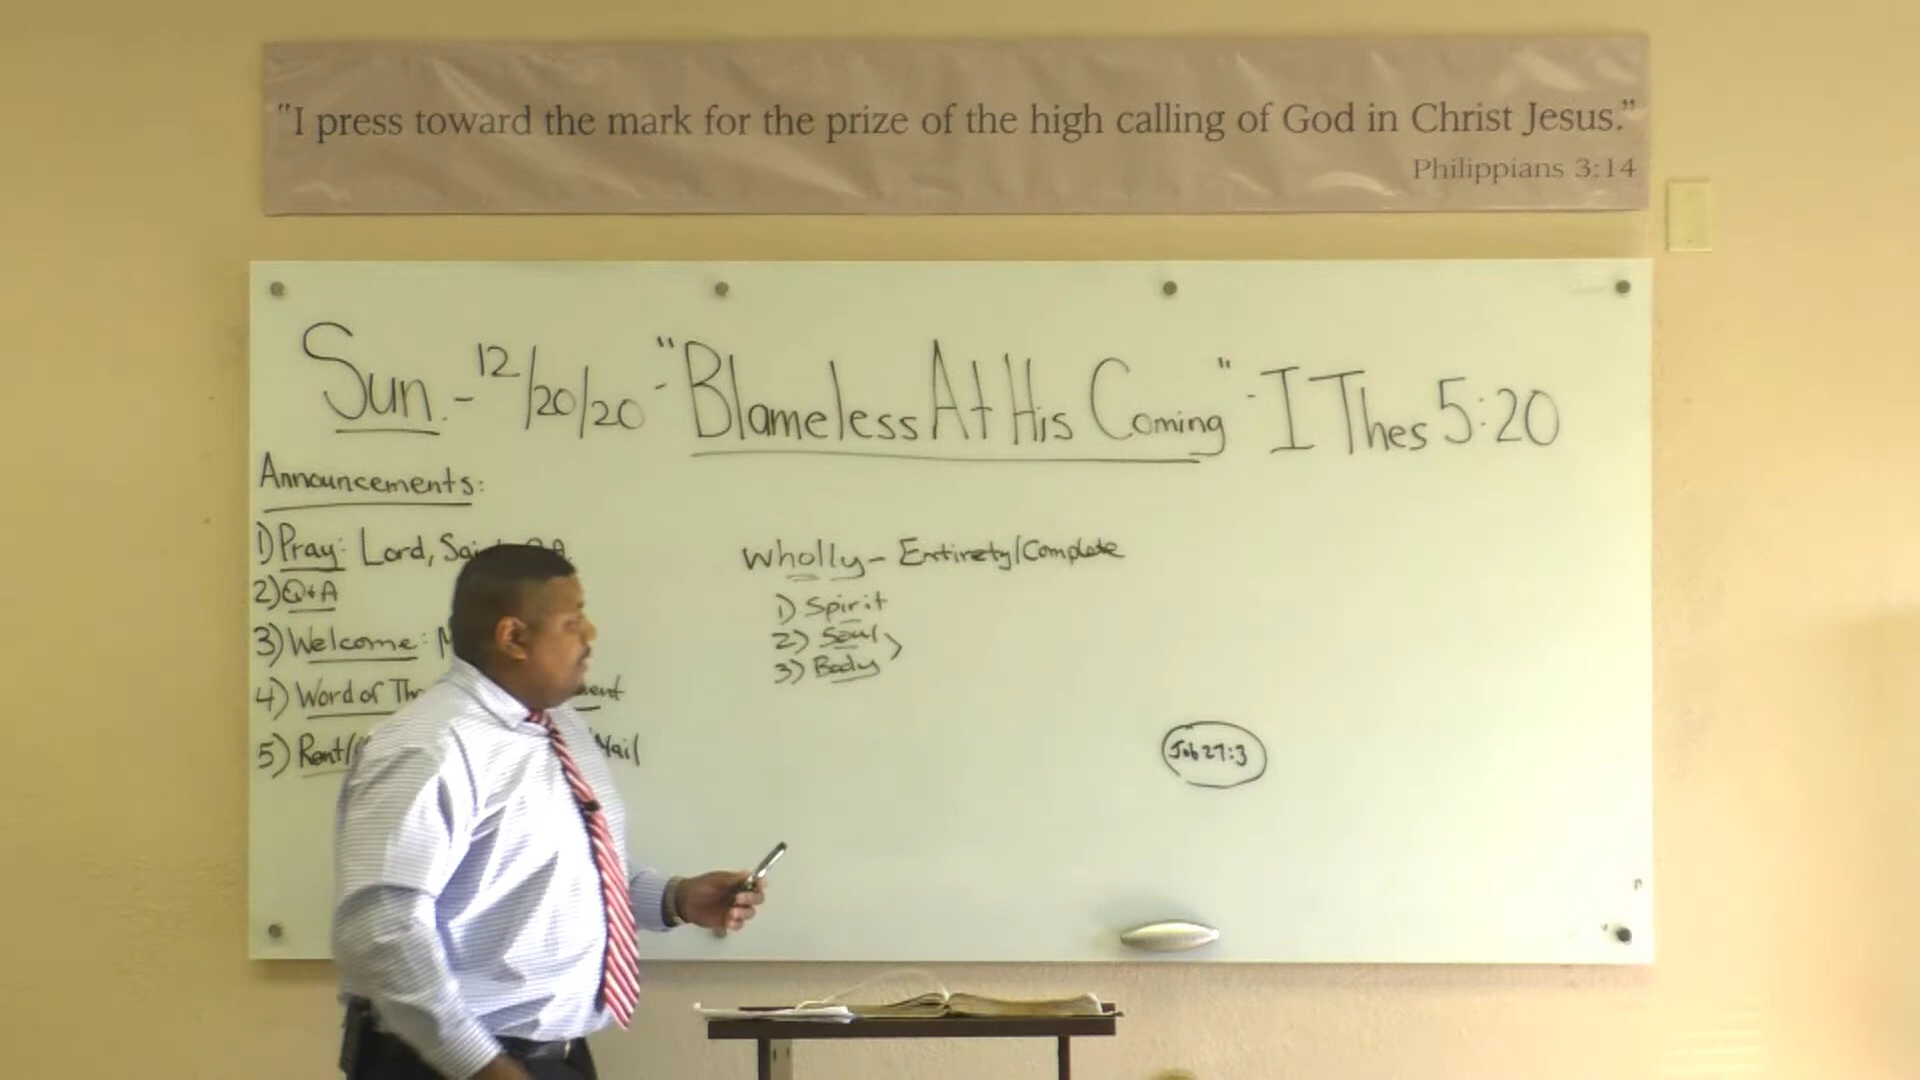 "I press toward the mark for the prize of the high calling of God in Christ Jesus."
Philippians 3:14
Sun. - 12/20/20 - "Blameless At His Coming" - I Thes 5:20
Announcements:
1) Pray: Lord,
2) Q+A
3) Welcome:
4) Word of
5) Rent/
Wholly - Entirety/Complete
1) Spirit
2) Soul
3) Body
Job 27:3